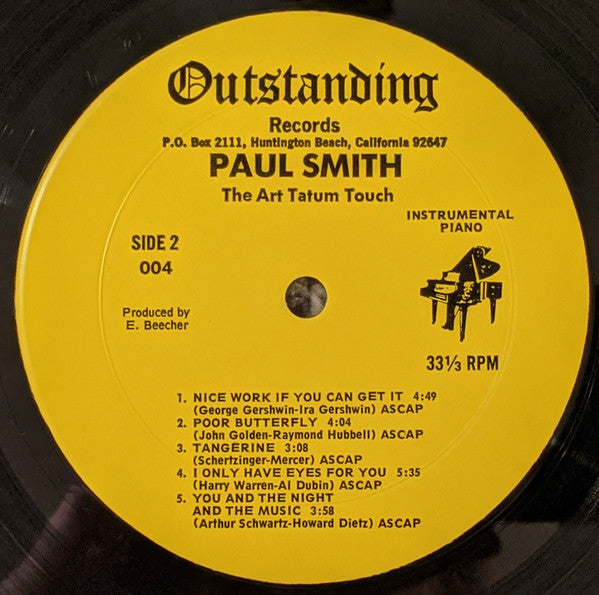 Outstanding
Records
P.O. Box 2111, Huntington Beach, California 92647
PAUL SMITH
The Art Tatum Touch
INSTRUMENTAL
PIANO
SIDE 2
004
Produced by
E. Beecher
33⅓ RPM
1. NICE WORK IF YOU CAN GET IT 4:49
(George Gershwin-Ira Gershwin) ASCAP
2. POOR BUTTERFLY 4:04
(John Golden-Raymond Hubbell) ASCAP
3. TANGERINE 3:08
(Schertzinger-Mercer) ASCAP
4. I ONLY HAVE EYES FOR YOU 5:35
(Harry Warren-Al Dubin) ASCAP
5. YOU AND THE NIGHT
AND THE MUSIC 3:58
(Arthur Schwartz-Howard Dietz) ASCAP